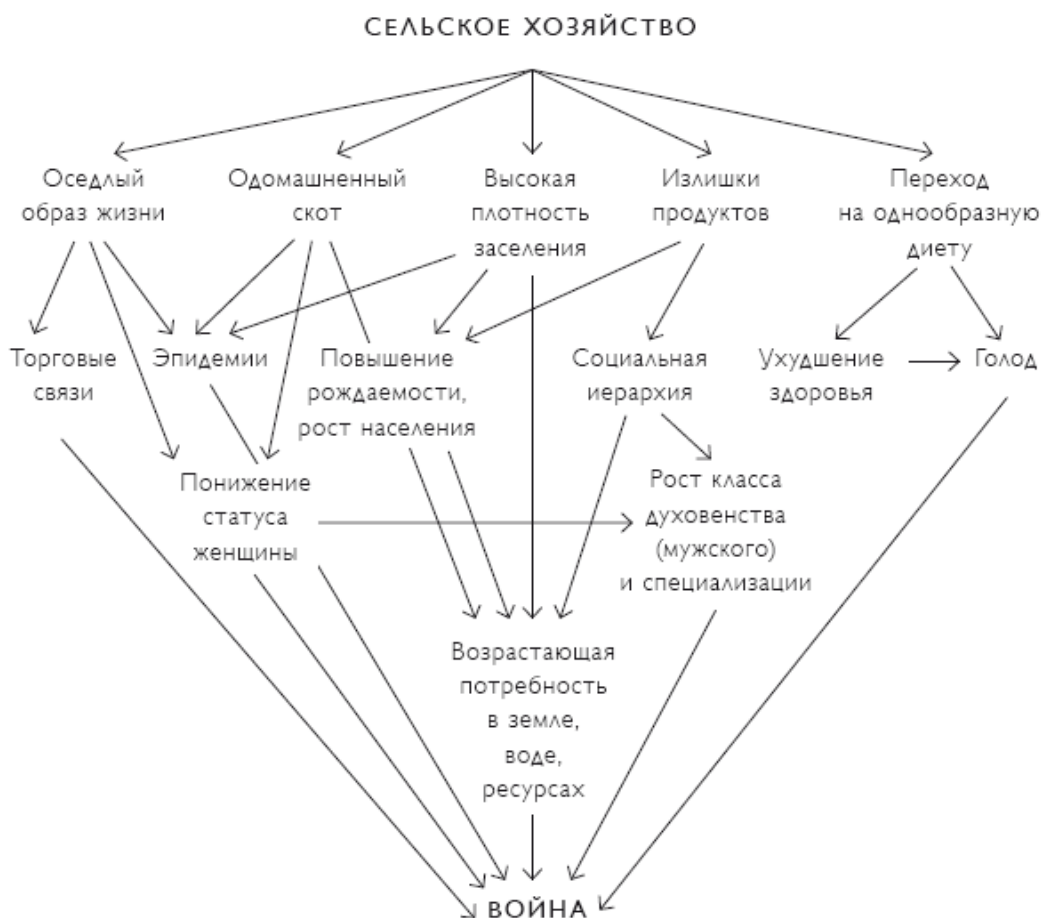 СЕЛЬСКОЕ ХОЗЯЙСТВО
Оседлый
образ жизни
Одомашненный
скот
Высокая
плотность
заселения
Излишки
продуктов
Переход
на однообразную
диету
Торговые
связи
Эпидемии
Повышение
рождаемости,
рост населения
Социальная
иерархия
Ухудшение
здоровья
Голод
Понижение
статуса
женщины
Рост класса
духовенства
(мужского)
и специализации
Возрастающая
потребность
в земле,
воде,
ресурсах
ВОЙНА